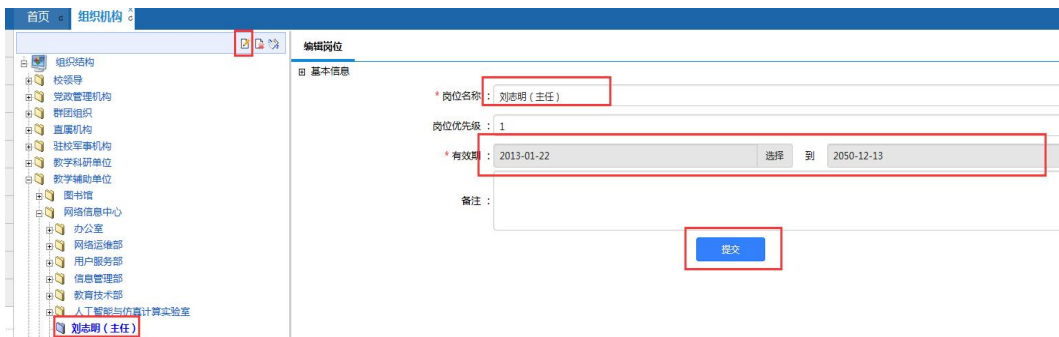 首页
组织机构
组织结构
校领导
党政管理机构
群团组织
直属机构
驻校军事机构
教学科研单位
教学辅助单位
图书馆
网络信息中心
办公室
网络运维部
用户服务部
信息管理部
教育技术部
人工智能与仿真计算实验室
刘志明（主任）
编辑岗位
基本信息
* 岗位名称 : 刘志明（主任）
岗位优先级 : 1
* 有效期 : 2013-01-22 选择 到 2050-12-13
备注 :
提交